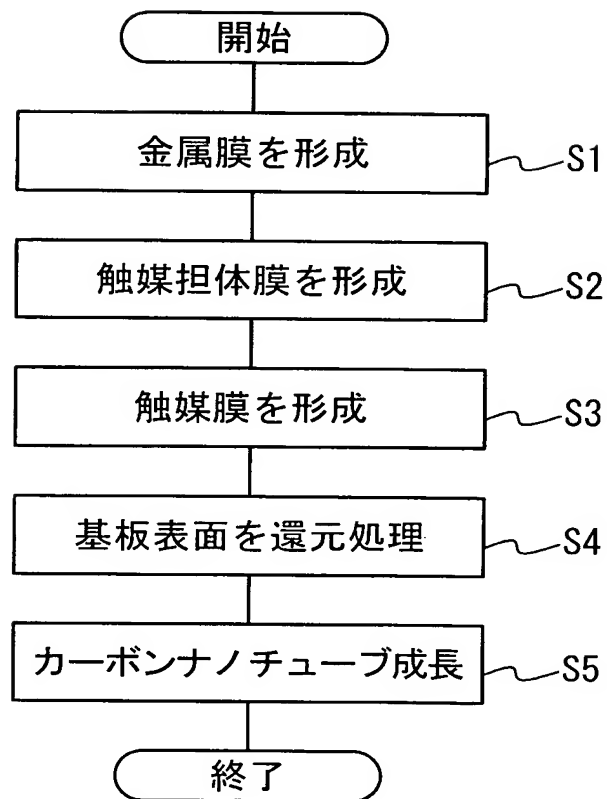 開始
金属膜を形成 S1
触媒担体膜を形成 S2
触媒膜を形成 S3
基板表面を還元処理 S4
カーボンナノチューブ成長 S5
終了